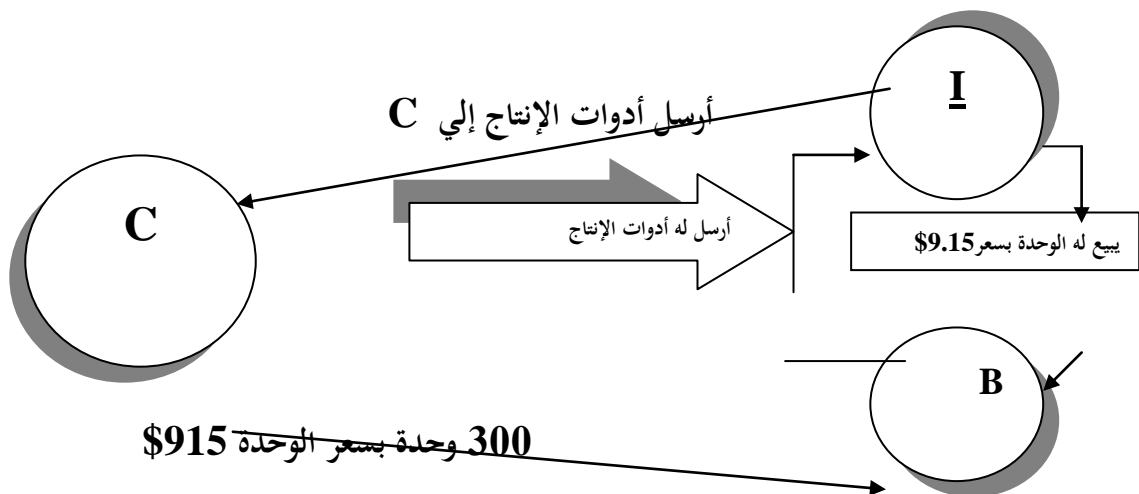 I
أرسل أدوات الإنتاج إلي C
C
أرسل له أدوات الإنتاج
يبيع له الوحدة بسعر9.15$
B
300 وحدة بسعر الوحدة 915$